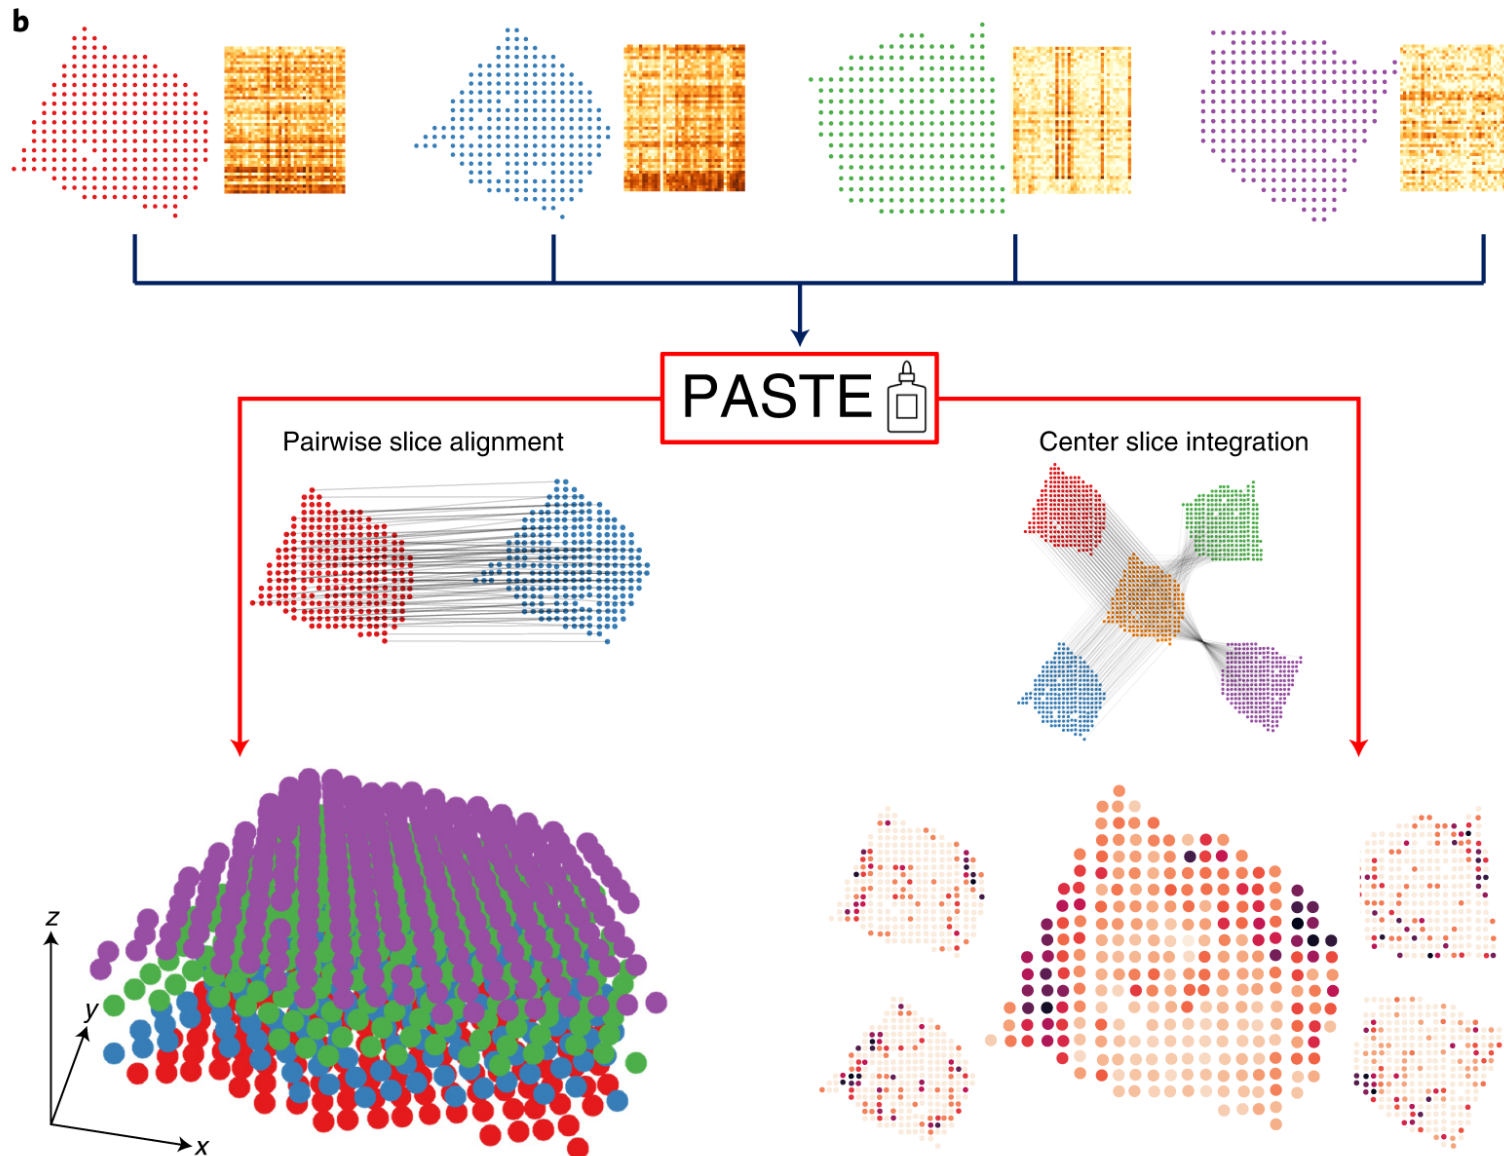 b
PASTE
Pairwise slice alignment
Center slice integration
z
y
x